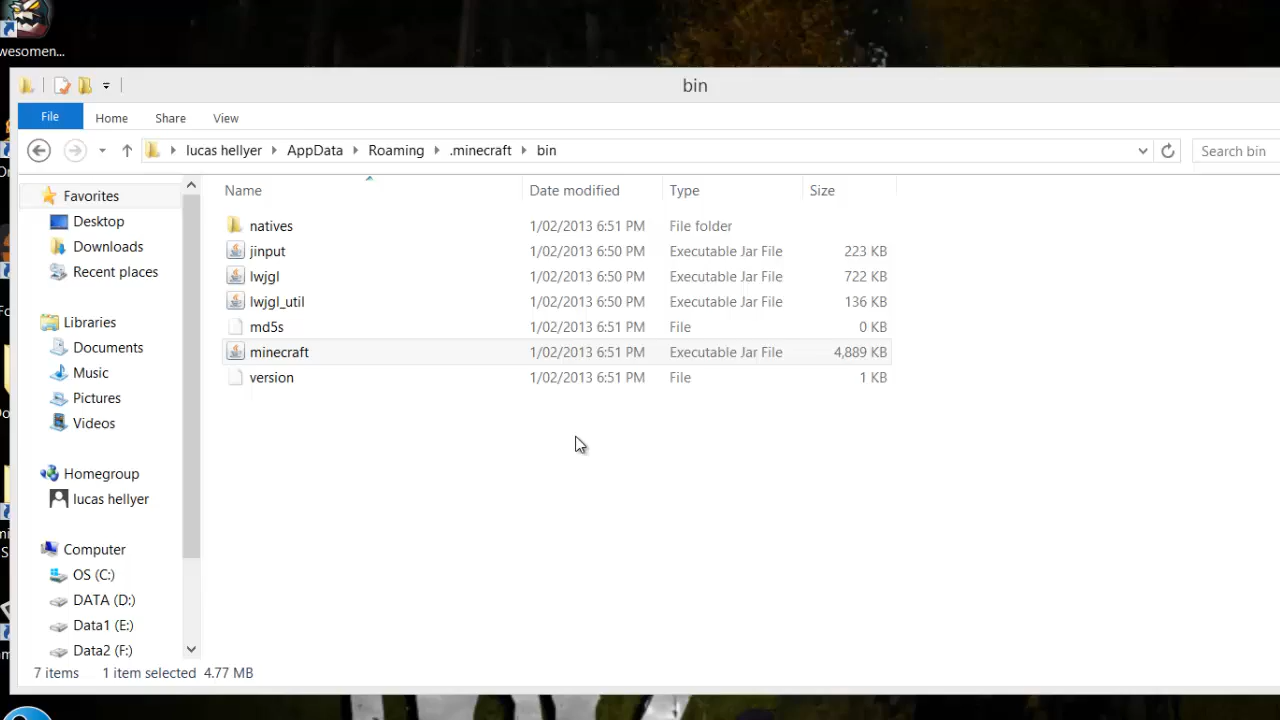 wesomen...
bin
File Home Share View
lucas hellyer AppData Roaming .minecraft bin Search bin
Name Date modified Type Size
Favorites
Desktop
Downloads
Recent places
Libraries
Documents
Music
Pictures
Videos
Homegroup
lucas hellyer
Computer
OS (C:)
DATA (D:)
Data1 (E:)
Data2 (F:)
natives 1/02/2013 6:51 PM File folder
jinput 1/02/2013 6:50 PM Executable Jar File 223 KB
lwjgl 1/02/2013 6:50 PM Executable Jar File 722 KB
lwjgl_util 1/02/2013 6:50 PM Executable Jar File 136 KB
md5s 1/02/2013 6:51 PM File 0 KB
minecraft 1/02/2013 6:51 PM Executable Jar File 4,889 KB
version 1/02/2013 6:51 PM File 1 KB
7 items 1 item selected 4.77 MB